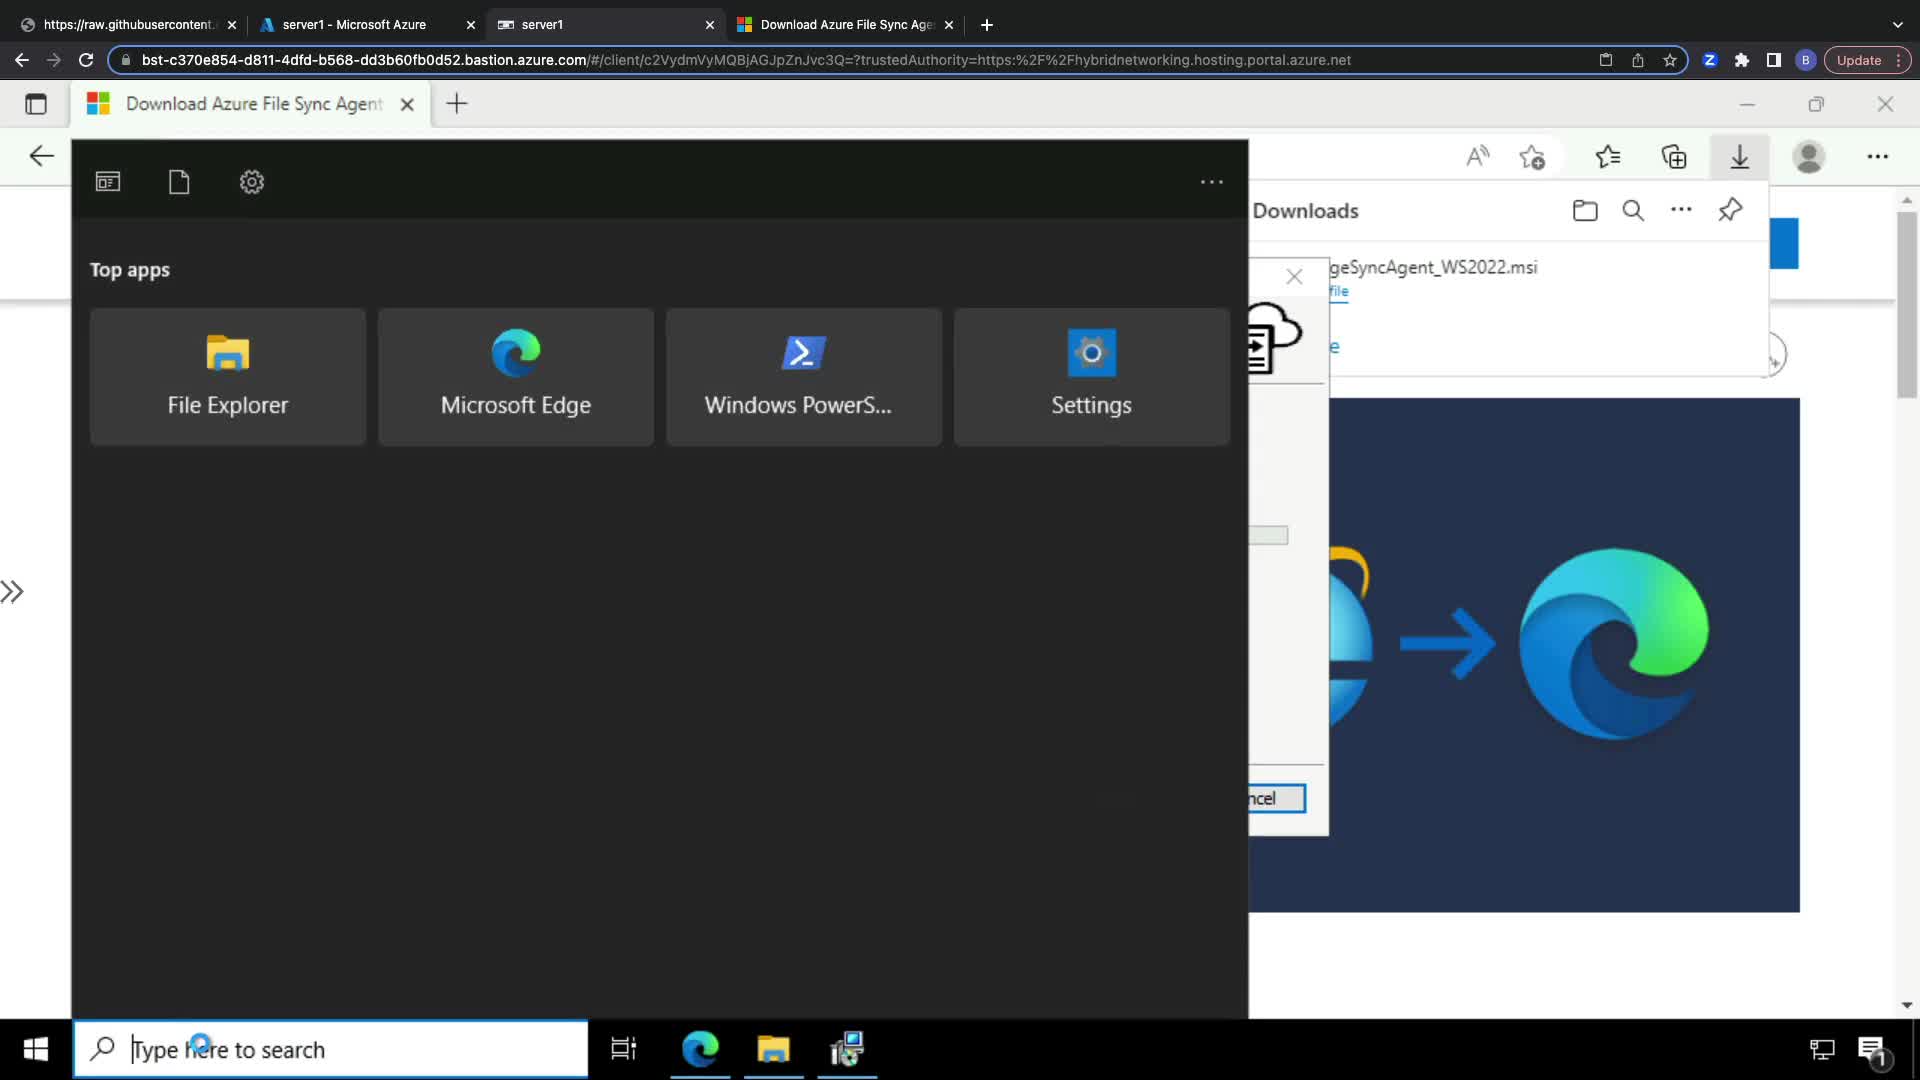 https://raw.githubusercontent.
server1 - Microsoft Azure
server1
Download Azure File Sync Age
bst-c370e854-d811-4dfd-b568-dd3b60fb0d52.bastion.azure.com/#/client/c2VydmVyMQBjAGJpZnJvc3Q=?trustedAuthority=https:%2F%2Fhybridnetworking.hosting.portal.azure.net
Z
B
Update
Download Azure File Sync Agent
Downloads
geSyncAgent_WS2022.msi
file
e
Top apps
File Explorer
Microsoft Edge
Windows PowerS...
Settings
ncel
Type here to search
1